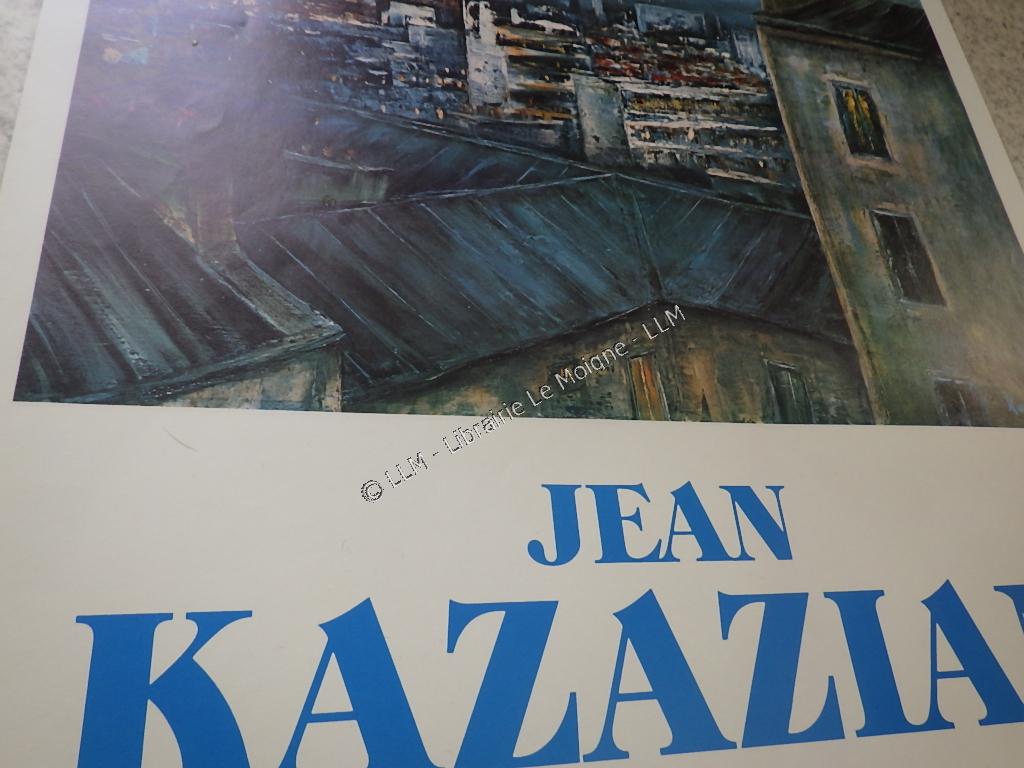 © LLM - Librairie Le Moigne - LLM
JEAN
KAZAZIA